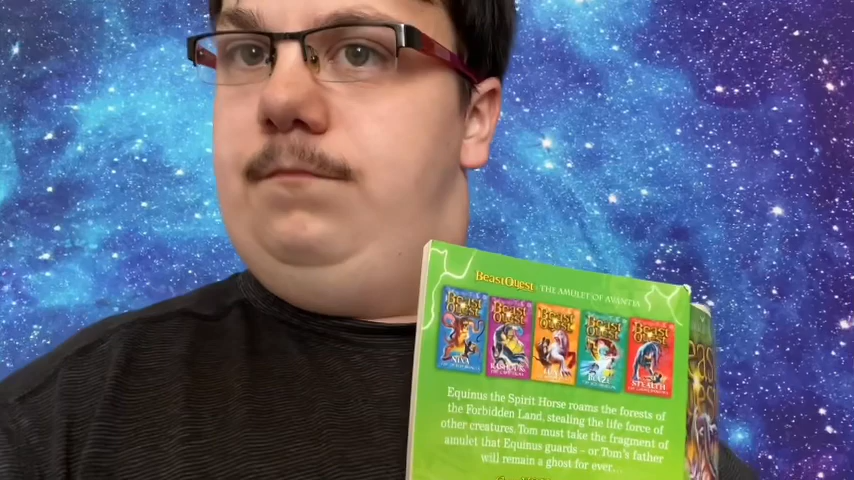 Beast Quest : THE AMULET OF AVANTIA
Beast Quest Beast Quest Beast Quest Beast Quest Beast Quest
NIXA RASHOUK LUNA BLAZE STEALTH
Equinus the Spirit Horse roams the forests of
the Forbidden Land, stealing the life force of
other creatures. Tom must take the fragment of
amulet that Equinus guards – or Tom's father
will remain a ghost for ever…